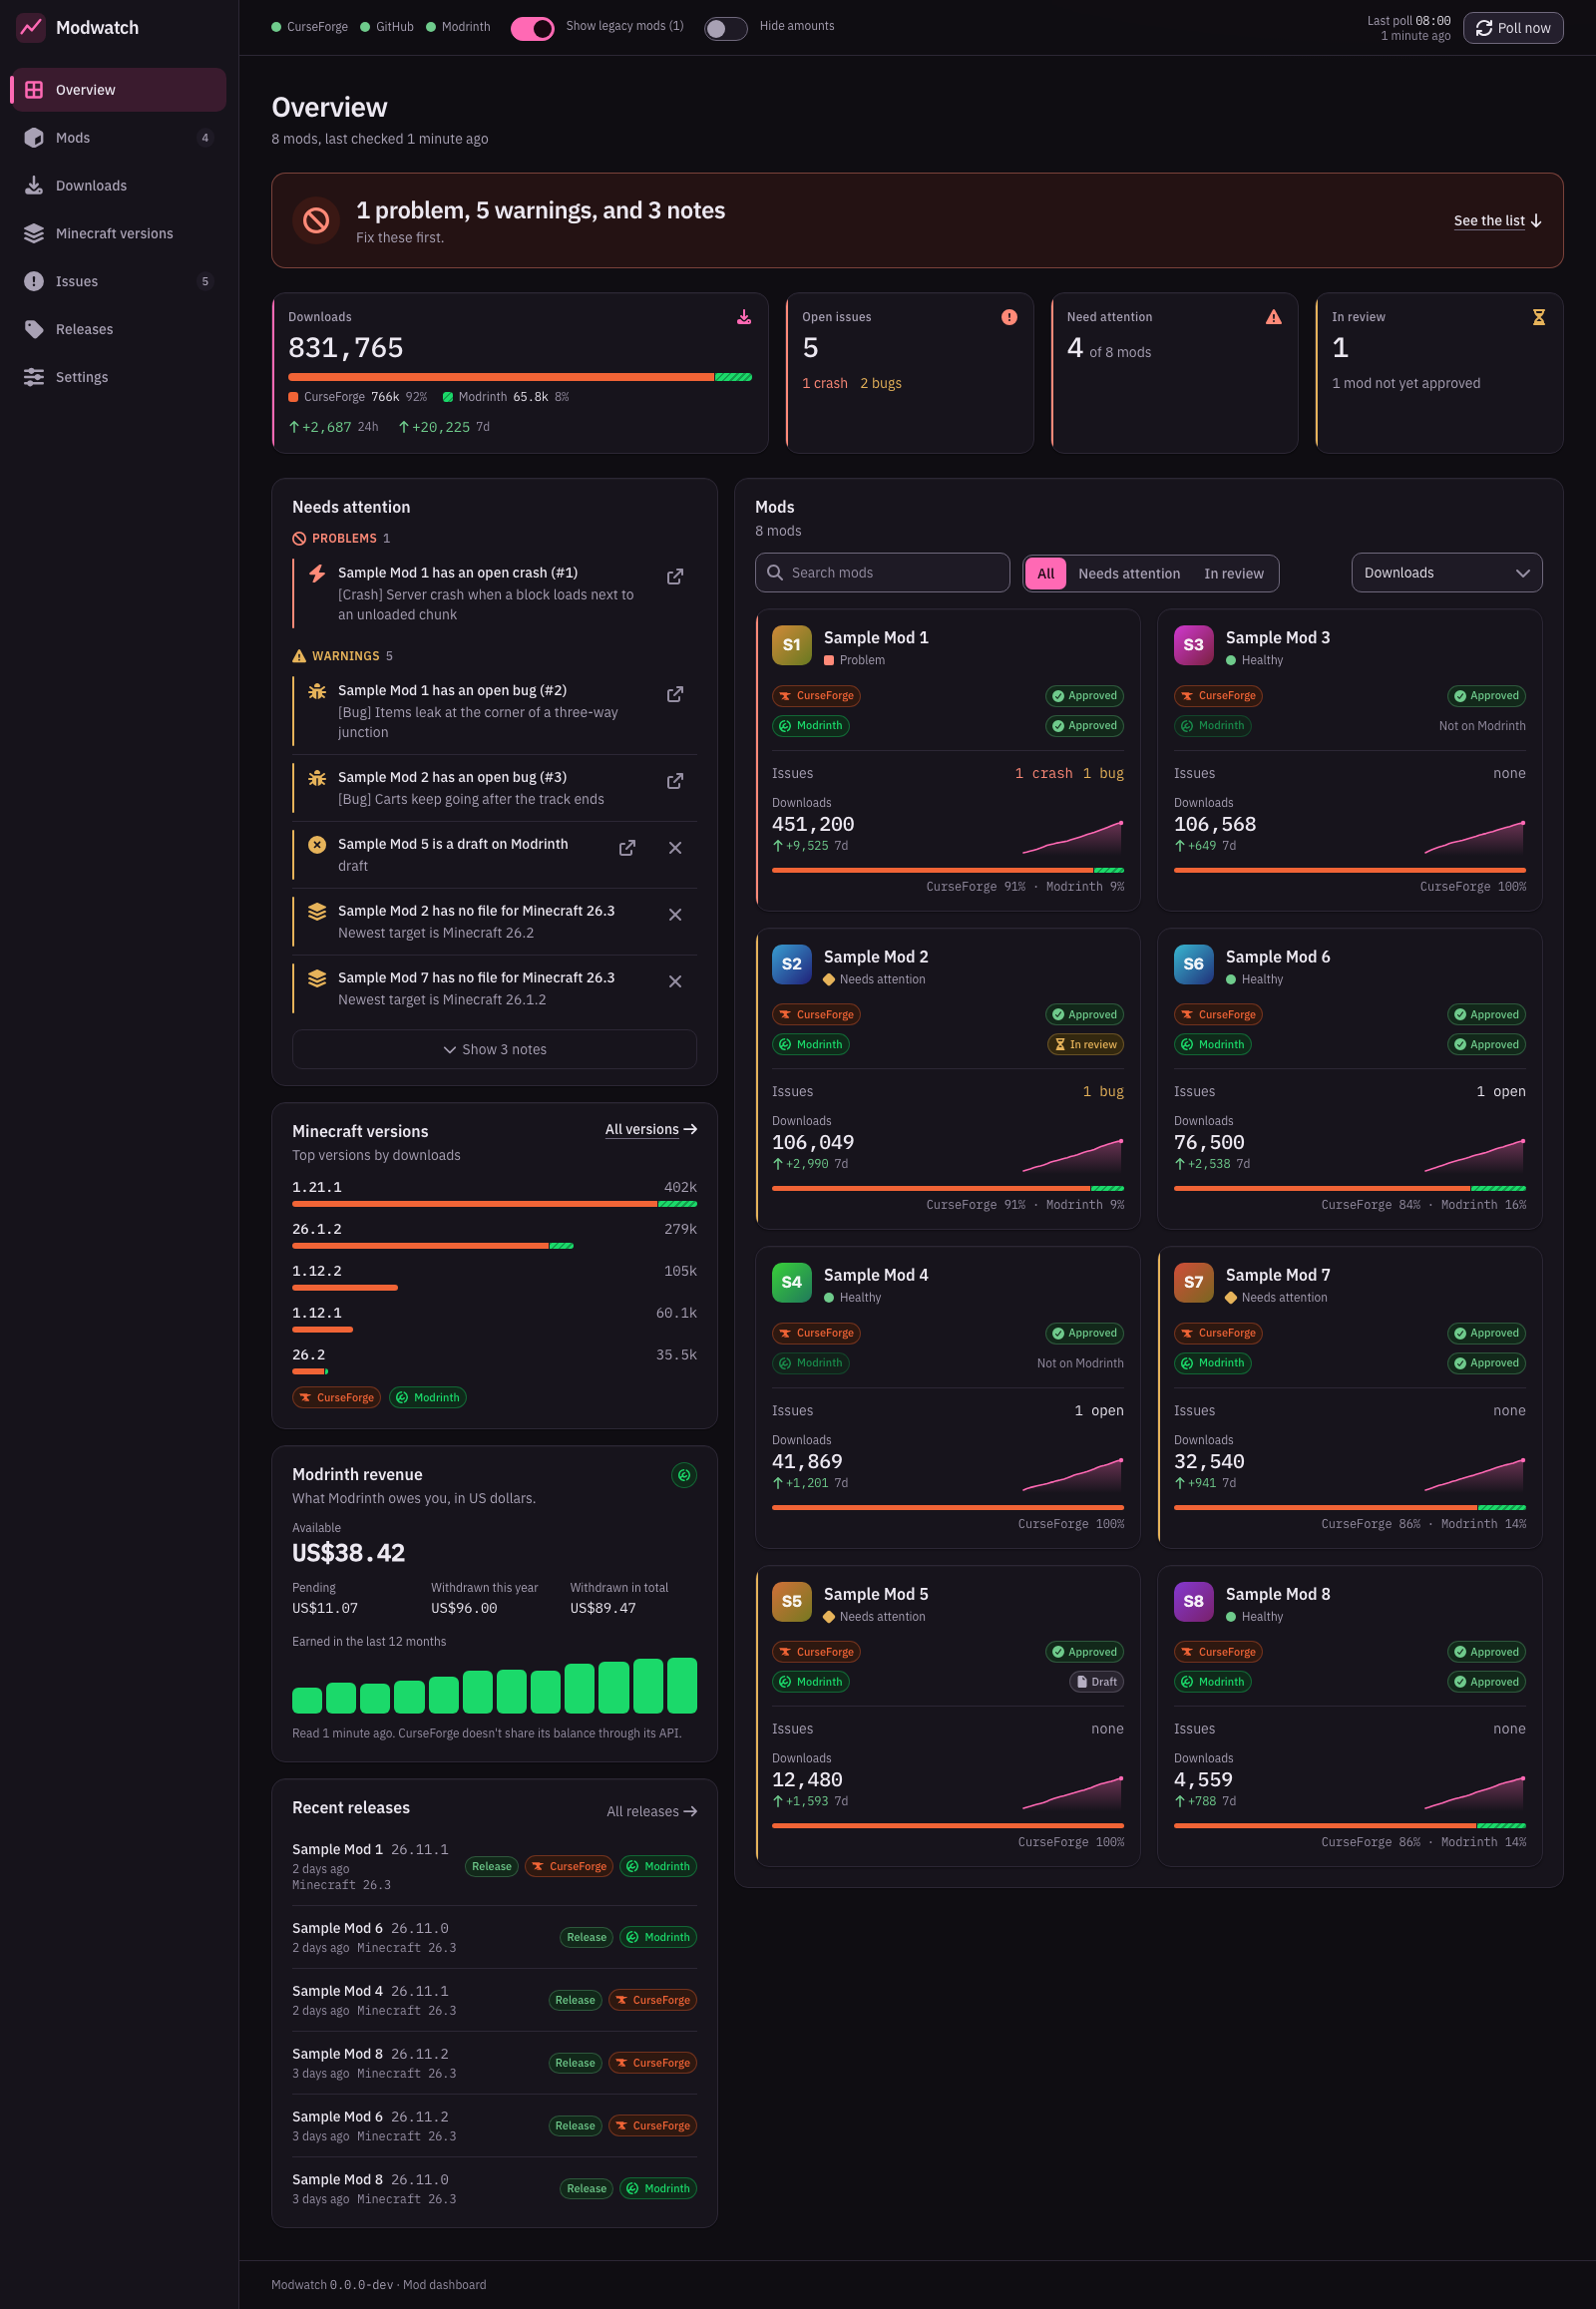 Modwatch
Overview
Mods 4
Downloads
Minecraft versions
Issues 5
Releases
Settings
CurseForge GitHub Modrinth Show legacy mods (1) Hide amounts
Last poll 08:00
1 minute ago
Poll now
Overview
8 mods, last checked 1 minute ago
1 problem, 5 warnings, and 3 notes
Fix these first.
See the list
Downloads
831,765
CurseForge 766k 92% Modrinth 65.8k 8%
+2,687 24h +20,225 7d
Open issues
5
1 crash 2 bugs
Need attention
4 of 8 mods
In review
1
1 mod not yet approved
Needs attention
PROBLEMS 1
Sample Mod 1 has an open crash (#1)
[Crash] Server crash when a block loads next to
an unloaded chunk
WARNINGS 5
Sample Mod 1 has an open bug (#2)
[Bug] Items leak at the corner of a three-way
junction
Sample Mod 2 has an open bug (#3)
[Bug] Carts keep going after the track ends
Sample Mod 5 is a draft on Modrinth
draft
Sample Mod 2 has no file for Minecraft 26.3
Newest target is Minecraft 26.2
Sample Mod 7 has no file for Minecraft 26.3
Newest target is Minecraft 26.1.2
Show 3 notes
Minecraft versions
All versions
Top versions by downloads
1.21.1 402k
26.1.2 279k
1.12.2 105k
1.12.1 60.1k
26.2 35.5k
CurseForge Modrinth
Modrinth revenue
What Modrinth owes you, in US dollars.
Available
US$38.42
Pending Withdrawn this year Withdrawn in total
US$11.07 US$96.00 US$89.47
Earned in the last 12 months
Read 1 minute ago. CurseForge doesn't share its balance through its API.
Recent releases
All releases
Sample Mod 1 26.11.1
2 days ago
Minecraft 26.3
Release CurseForge Modrinth
Sample Mod 6 26.11.0
2 days ago Minecraft 26.3
Release Modrinth
Sample Mod 4 26.11.1
2 days ago Minecraft 26.3
Release CurseForge
Sample Mod 8 26.11.2
3 days ago Minecraft 26.3
Release CurseForge
Sample Mod 6 26.11.2
3 days ago Minecraft 26.3
Release CurseForge
Sample Mod 8 26.11.0
3 days ago Minecraft 26.3
Release Modrinth
Mods
8 mods
Search mods
All Needs attention In review
Downloads
S1 Sample Mod 1
Problem
CurseForge Approved
Modrinth Approved
Issues 1 crash 1 bug
Downloads
451,200
+9,525 7d
CurseForge 91% · Modrinth 9%
S3 Sample Mod 3
Healthy
CurseForge Approved
Modrinth Not on Modrinth
Issues none
Downloads
106,568
+649 7d
CurseForge 100%
S2 Sample Mod 2
Needs attention
CurseForge Approved
Modrinth In review
Issues 1 bug
Downloads
106,049
+2,990 7d
CurseForge 91% · Modrinth 9%
S6 Sample Mod 6
Healthy
CurseForge Approved
Modrinth Approved
Issues 1 open
Downloads
76,500
+2,538 7d
CurseForge 84% · Modrinth 16%
S4 Sample Mod 4
Healthy
CurseForge Approved
Modrinth Not on Modrinth
Issues 1 open
Downloads
41,869
+1,201 7d
CurseForge 100%
S7 Sample Mod 7
Needs attention
CurseForge Approved
Modrinth Approved
Issues none
Downloads
32,540
+941 7d
CurseForge 86% · Modrinth 14%
S5 Sample Mod 5
Needs attention
CurseForge Approved
Modrinth Draft
Issues none
Downloads
12,480
+1,593 7d
CurseForge 100%
S8 Sample Mod 8
Healthy
CurseForge Approved
Modrinth Approved
Issues none
Downloads
4,559
+788 7d
CurseForge 86% · Modrinth 14%
Modwatch 0.0.0-dev · Mod dashboard